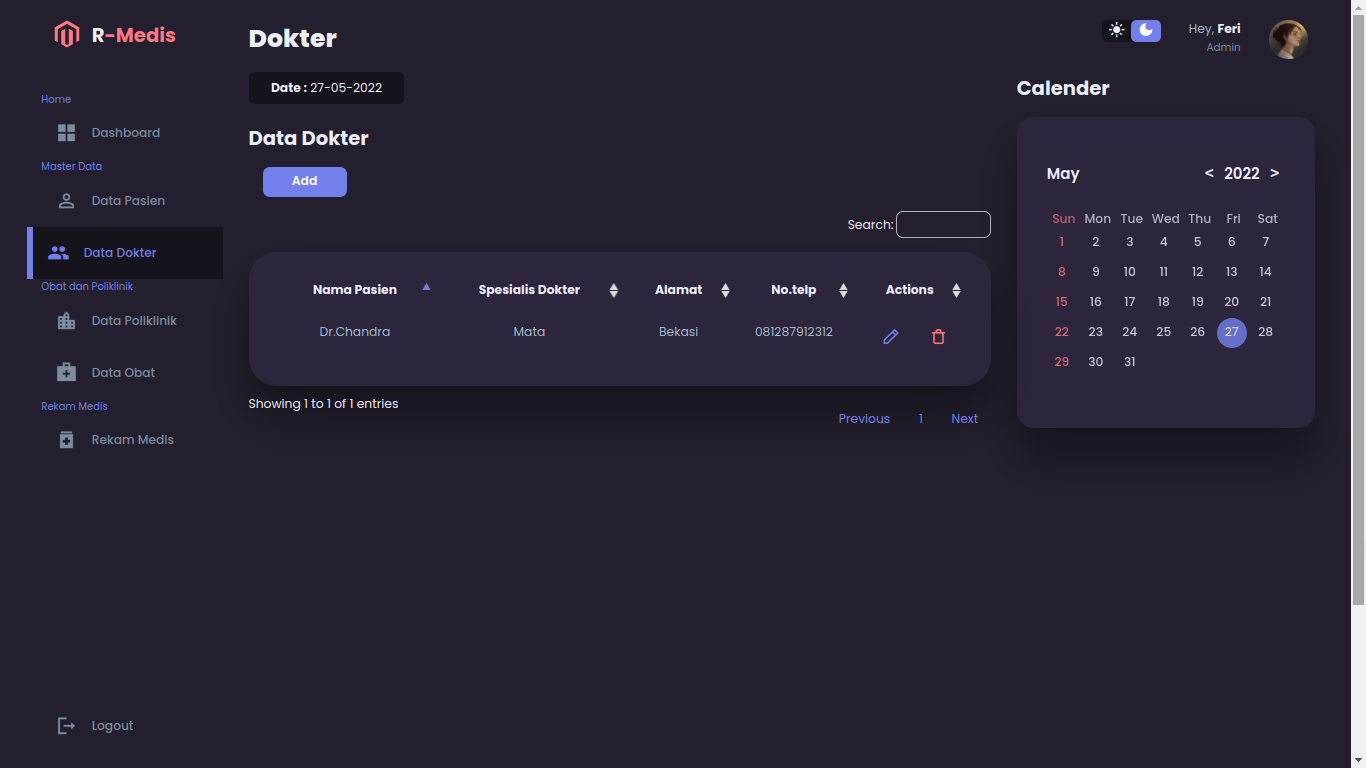 R-Medis
Home
Dashboard
Master Data
Data Pasien
Data Dokter
Obat dan Poliklinik
Data Poliklinik
Data Obat
Rekam Medis
Rekam Medis
Logout
Dokter
Date : 27-05-2022
Data Dokter
Add
Search:
Nama Pasien Spesialis Dokter Alamat No.telp Actions
Dr.Chandra Mata Bekasi 081287912312
Showing 1 to 1 of 1 entries
Previous 1 Next
Hey, Feri
Admin
Calender
May < 2022 >
Sun Mon Tue Wed Thu Fri Sat
1 2 3 4 5 6 7
8 9 10 11 12 13 14
15 16 17 18 19 20 21
22 23 24 25 26 27 28
29 30 31